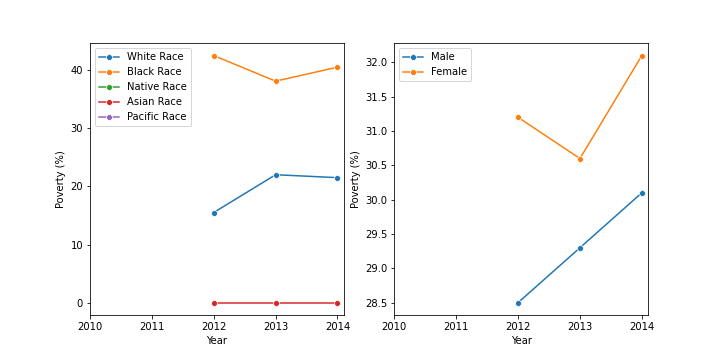 White Race
Black Race
Native Race
Asian Race
Pacific Race
40
30
20
10
0
Poverty (%)
2010 2011 2012 2013 2014
Year
Male
Female
32.0
31.5
31.0
30.5
30.0
29.5
29.0
28.5
Poverty (%)
2010 2011 2012 2013 2014
Year